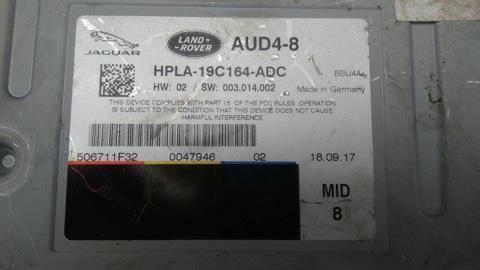 JAGUAR
LAND-
ROVER
AUD4-8
HPLA-19C164-ADC
BBU4A
HW: 02 / SW: 003.014.002
Made in Germany
THIS DEVICE COMPLIES WITH PART 15 OF THE FCC RULES. OPERATION
IS SUBJECT TO THE CONDITION THAT THIS DEVICE DOES NOT CAUSE
HARMFUL INTERFERENCE
506711F32 0047946 02 18.09.17
MID
8